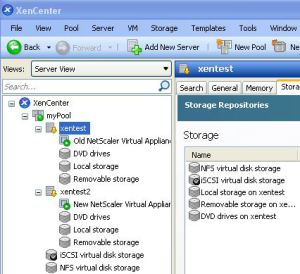 XenCenter
File View Pool Server VM Storage Templates Tools Window
Back Forward Add New Server New Pool
Views: Server View
Search...
XenCenter
myPool
xentest
Old NetScaler Virtual Applianc
DVD drives
Local storage
Removable storage
xentest2
New NetScaler Virtual Applia
DVD drives
Local storage
Removable storage
iSCSI virtual disk storage
NFS virtual disk storage
xentest
Search General Memory Storag
Storage Repositories
Storage
Name
NFS virtual disk storage
iSCSI virtual disk storage
Local storage on xentest
Removable storage on xe...
DVD drives on xentest